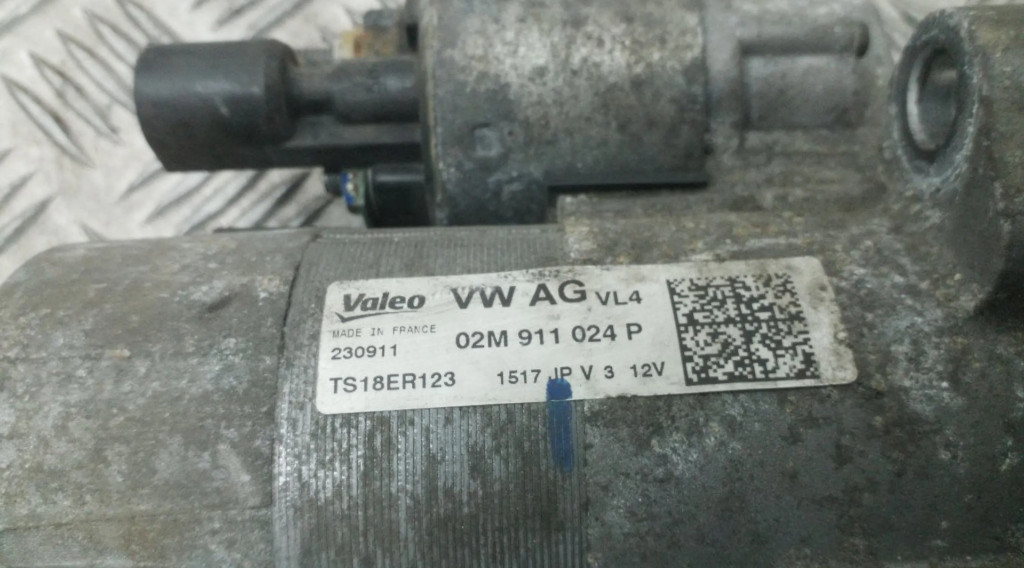 Valeo VW AG VL4
MADE IN FRANCE
230911 02M 911 024 P
TS18ER123 1517 JP V 3 12V